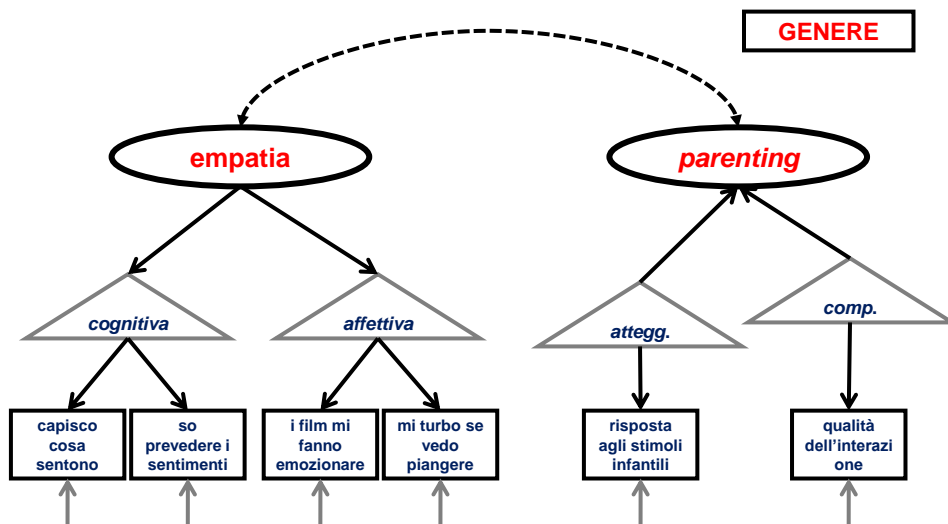 GENERE
empatia
parenting
cognitiva
affettiva
attegg.
comp.
capisco
cosa
sentono
so
prevedere i
sentimenti
i film mi
fanno
emozionare
mi turbo se
vedo
piangere
risposta
agli stimoli
infantili
qualità
dell'interazi
one